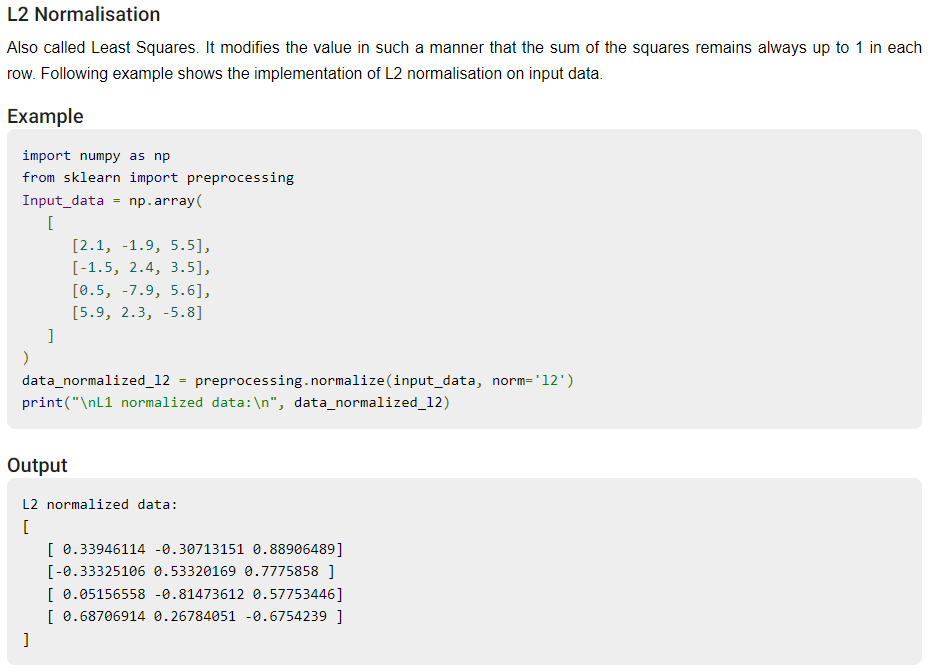 L2 Normalisation
Also called Least Squares. It modifies the value in such a manner that the sum of the squares remains always up to 1 in each
row. Following example shows the implementation of L2 normalisation on input data.
Example
import numpy as np
from sklearn import preprocessing
Input_data = np.array(
   [
      [2.1, -1.9, 5.5],
      [-1.5, 2.4, 3.5],
      [0.5, -7.9, 5.6],
      [5.9, 2.3, -5.8]
   ]
)
data_normalized_l2 = preprocessing.normalize(input_data, norm='l2')
print("\nL1 normalized data:\n", data_normalized_l2)
Output
L2 normalized data:
[
   [ 0.33946114 -0.30713151 0.88906489]
   [-0.33325106 0.53320169 0.7775858 ]
   [ 0.05156558 -0.81473612 0.57753446]
   [ 0.68706914 0.26784051 -0.6754239 ]
]